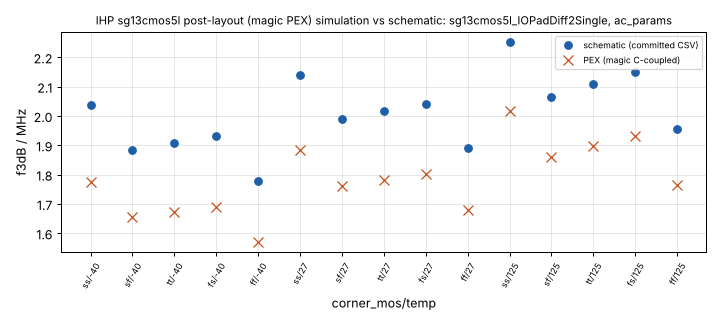 IHP sg13cmos5l post-layout (magic PEX) simulation vs schematic: sg13cmos5l_IOPadDiff2Single, ac_params
schematic (committed CSV)
PEX (magic C-coupled)
f3dB / MHz
2.2
2.1
2.0
1.9
1.8
1.7
1.6
ss/-40
sf/-40
tt/-40
fs/-40
ff/-40
ss/27
sf/27
tt/27
fs/27
ff/27
ss/125
sf/125
tt/125
fs/125
ff/125
corner_mos/temp